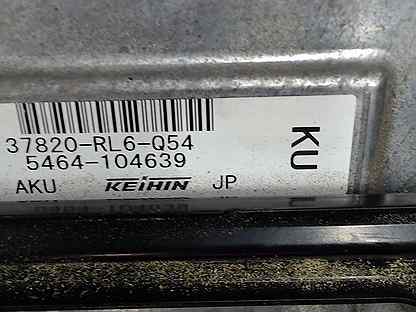 37820-RL6-Q54
5464-104639
AKU KEIHIN JP
KU